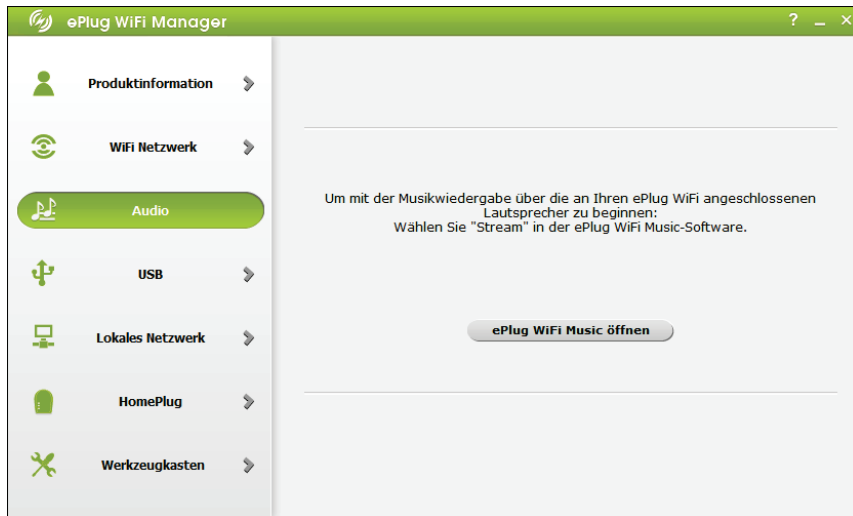 ePlug WiFi Manager
? _ ×
Produktinformation
WiFi Netzwerk
Audio
USB
Lokales Netzwerk
HomePlug
Werkzeugkasten
Um mit der Musikwiedergabe über die an Ihren ePlug WiFi angeschlossenen
Lautsprecher zu beginnen:
Wählen Sie "Stream" in der ePlug WiFi Music-Software.
ePlug WiFi Music öffnen